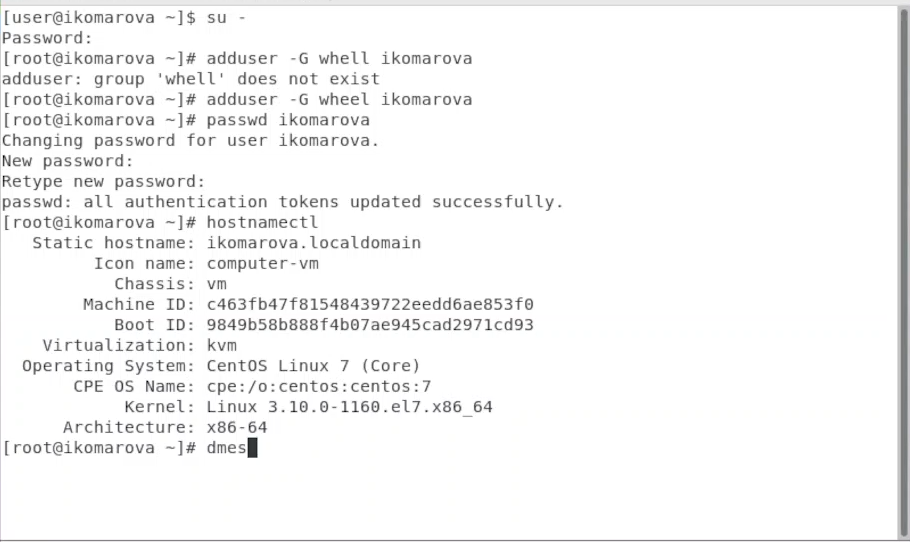 [user@ikomarova ~]$ su -
Password:
[root@ikomarova ~]# adduser -G whell ikomarova
adduser: group 'whell' does not exist
[root@ikomarova ~]# adduser -G wheel ikomarova
[root@ikomarova ~]# passwd ikomarova
Changing password for user ikomarova.
New password:
Retype new password:
passwd: all authentication tokens updated successfully.
[root@ikomarova ~]# hostnamectl
Static hostname: ikomarova.localdomain
Icon name: computer-vm
Chassis: vm
Machine ID: c463fb47f81548439722eedd6ae853f0
Boot ID: 9849b58b888f4b07ae945cad2971cd93
Virtualization: kvm
Operating System: CentOS Linux 7 (Core)
CPE OS Name: cpe:/o:centos:centos:7
Kernel: Linux 3.10.0-1160.el7.x86_64
Architecture: x86-64
[root@ikomarova ~]# dmes